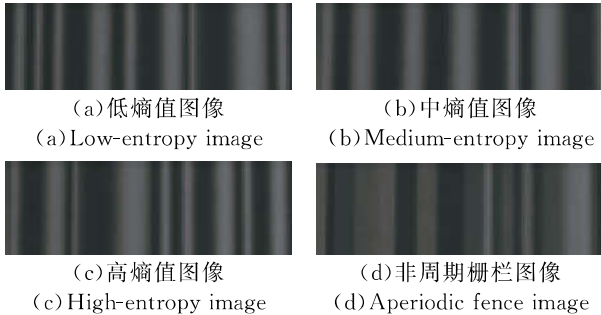 (a)低熵值图像
(a)Low-entropy image
(b)中熵值图像
(b)Medium-entropy image
(c)高熵值图像
(c)High-entropy image
(d)非周期栅栏图像
(d)Aperiodic fence image